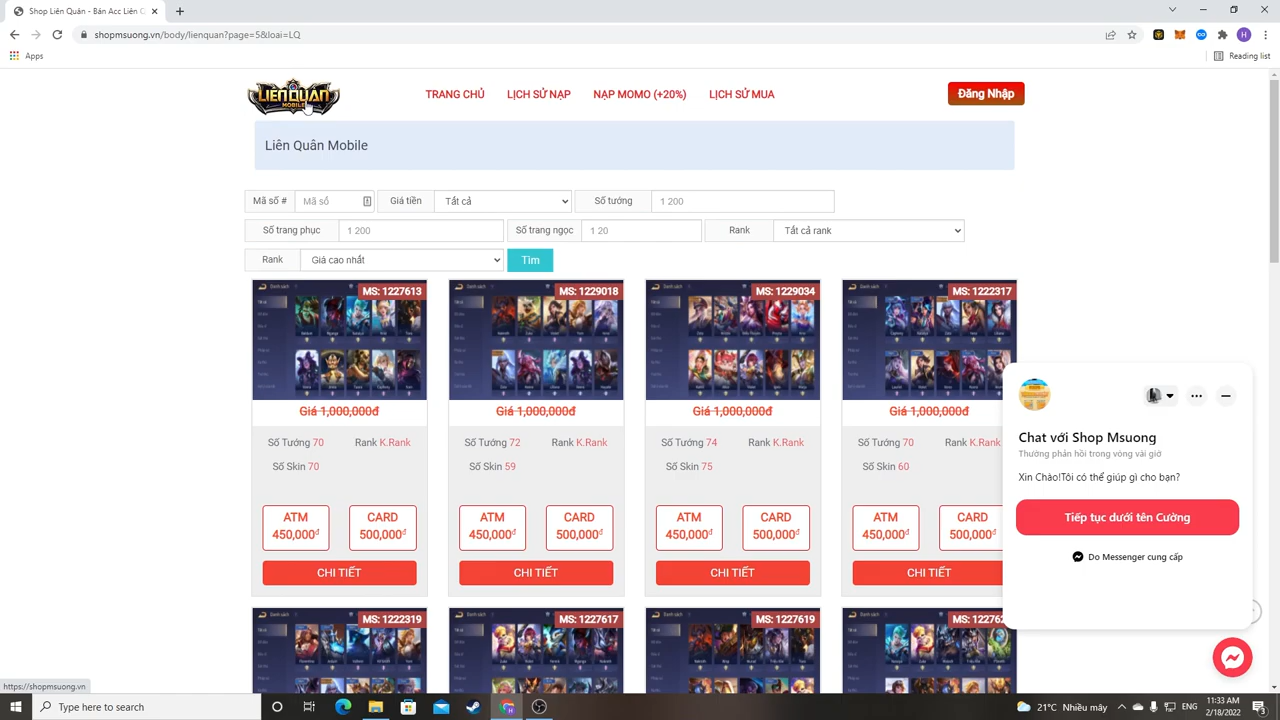 Shop Liên Quân - Bán Acc Liên C
shopmsuong.vn/body/lienquan?page=5&loai=LQ
H
Apps
Reading list
LIÊN QUÂN
MOBILE
TRANG CHỦ
LỊCH SỬ NẠP
NẠP MOMO (+20%)
LỊCH SỬ MUA
Đăng Nhập
Liên Quân Mobile
Mã số #
Mã số
Giá tiền
Tất cả
Số tướng
1 200
Số trang phục
1 200
Số trang ngọc
1 20
Rank
Tất cả rank
Rank
Giá cao nhất
Tìm
MS: 1227613
MS: 1229018
MS: 1229034
MS: 1222317
Giá 1,000,000đ
Giá 1,000,000đ
Giá 1,000,000đ
Giá 1,000,000đ
Số Tướng 70
Rank K.Rank
Số Tướng 72
Rank K.Rank
Số Tướng 74
Rank K.Rank
Số Tướng 70
Rank K.Rank
Số Skin 70
Số Skin 59
Số Skin 75
Số Skin 60
ATM
450,000đ
CARD
500,000đ
ATM
450,000đ
CARD
500,000đ
ATM
450,000đ
CARD
500,000đ
ATM
450,000đ
CARD
500,000đ
CHI TIẾT
CHI TIẾT
CHI TIẾT
CHI TIẾT
MS: 1222319
MS: 1227617
MS: 1227619
Chat với Shop Msuong
Thường phản hồi trong vòng vài giờ
Xin Chào!Tôi có thể giúp gì cho bạn?
Tiếp tục dưới tên Cường
Do Messenger cung cấp
https://shopmsuong.vn
Type here to search
21°C Nhiều mây
11:33 AM
2/18/2022
3